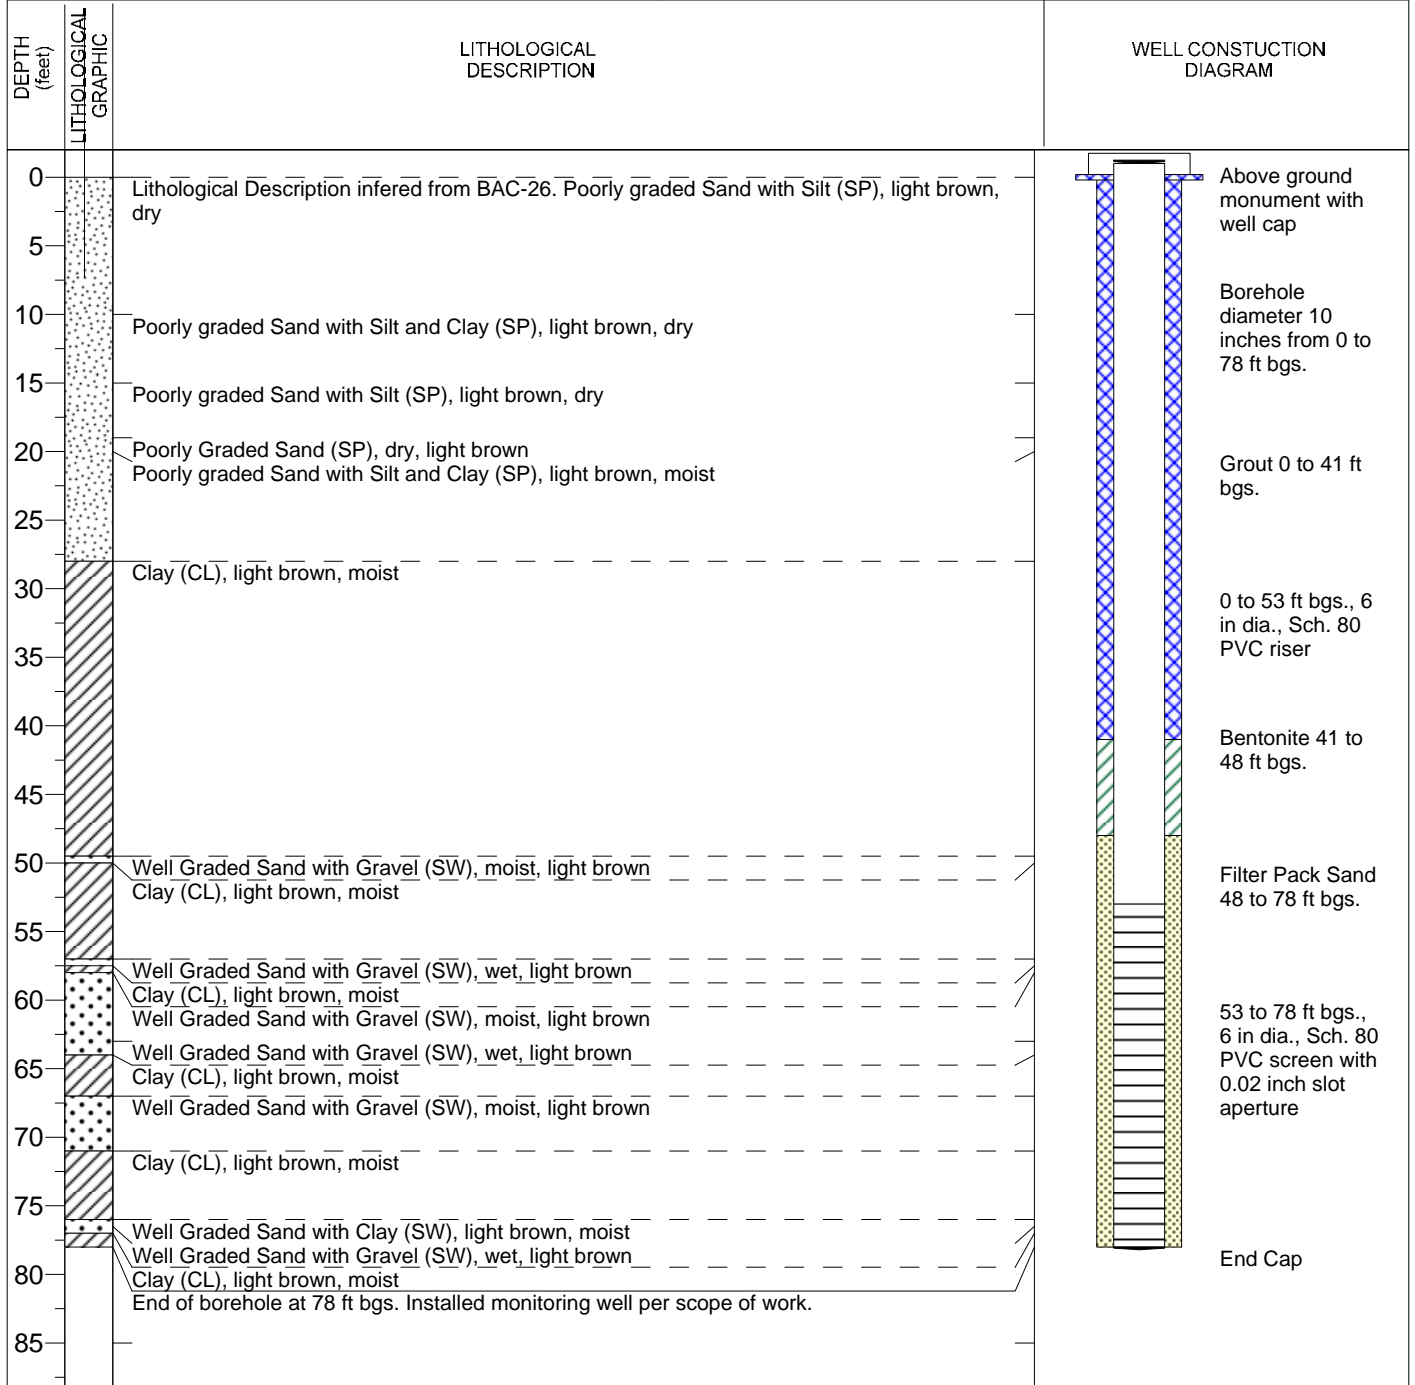 DEPTH
(feet)
LITHOLOGICAL
GRAPHIC
LITHOLOGICAL
DESCRIPTION
WELL CONSTUCTION
DIAGRAM
0
5
10
15
20
25
30
35
40
45
50
55
60
65
70
75
80
85
Lithological Description infered from BAC-26. Poorly graded Sand with Silt (SP), light brown,
dry
Poorly graded Sand with Silt and Clay (SP), light brown, dry
Poorly graded Sand with Silt (SP), light brown, dry
Poorly Graded Sand (SP), dry, light brown
Poorly graded Sand with Silt and Clay (SP), light brown, moist
Clay (CL), light brown, moist
Well Graded Sand with Gravel (SW), moist, light brown
Clay (CL), light brown, moist
Well Graded Sand with Gravel (SW), wet, light brown
Clay (CL), light brown, moist
Well Graded Sand with Gravel (SW), moist, light brown
Well Graded Sand with Gravel (SW), wet, light brown
Clay (CL), light brown, moist
Well Graded Sand with Gravel (SW), moist, light brown
Clay (CL), light brown, moist
Well Graded Sand with Clay (SW), light brown, moist
Well Graded Sand with Gravel (SW), wet, light brown
Clay (CL), light brown, moist
End of borehole at 78 ft bgs. Installed monitoring well per scope of work.
Above ground
monument with
well cap
Borehole
diameter 10
inches from 0 to
78 ft bgs.
Grout 0 to 41 ft
bgs.
0 to 53 ft bgs., 6
in dia., Sch. 80
PVC riser
Bentonite 41 to
48 ft bgs.
Filter Pack Sand
48 to 78 ft bgs.
53 to 78 ft bgs.,
6 in dia., Sch. 80
PVC screen with
0.02 inch slot
aperture
End Cap